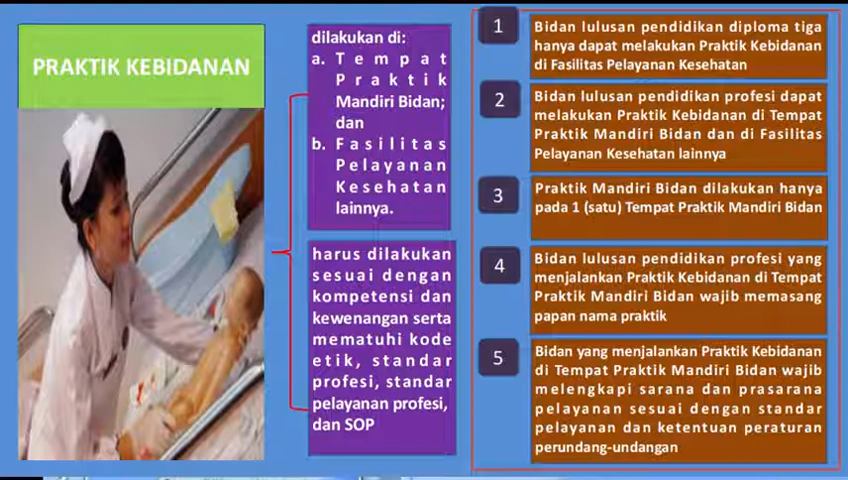 PRAKTIK KEBIDANAN
dilakukan di:
a. Tempat
Praktik
Mandiri Bidan;
dan
b. Fasilitas
Pelayanan
Kesehatan
lainnya.
harus dilakukan
sesuai dengan
kompetensi dan
kewenangan serta
mematuhi kode
etik, standar
profesi, standar
pelayanan profesi,
dan SOP
1
Bidan lulusan pendidikan diploma tiga
hanya dapat melakukan Praktik Kebidanan
di Fasilitas Pelayanan Kesehatan
2
Bidan lulusan pendidikan profesi dapat
melakukan Praktik Kebidanan di Tempat
Praktik Mandiri Bidan dan di Fasilitas
Pelayanan Kesehatan lainnya
3
Praktik Mandiri Bidan dilakukan hanya
pada 1 (satu) Tempat Praktik Mandiri Bidan
4
Bidan lulusan pendidikan profesi yang
menjalankan Praktik Kebidanan di Tempat
Praktik Mandiri Bidan wajib memasang
papan nama praktik
5
Bidan yang menjalankan Praktik Kebidanan
di Tempat Praktik Mandiri Bidan wajib
melengkapi sarana dan prasarana
pelayanan sesuai dengan standar
pelayanan dan ketentuan peraturan
perundang-undangan